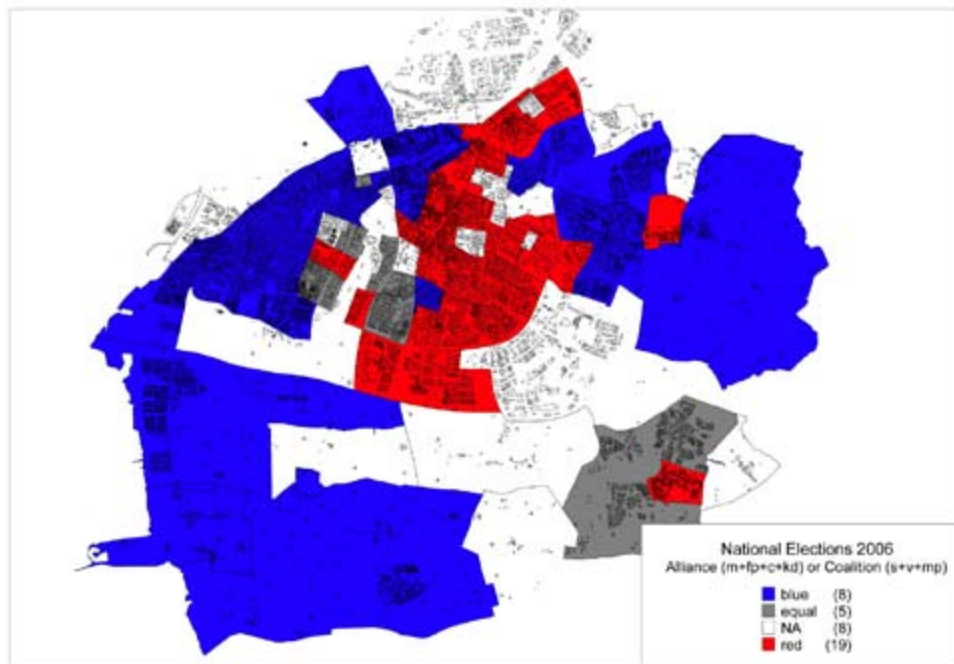 National Elections 2006
Alliance (m+fp+c+kd) or Coalition (s+v+mp)
blue (8)
equal (5)
NA (8)
red (19)